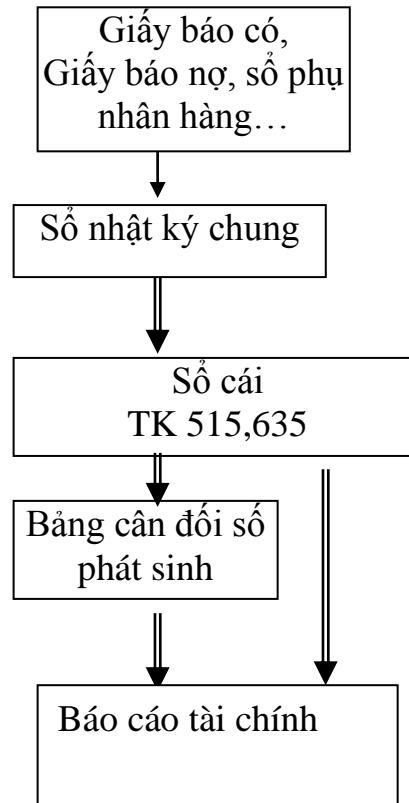 Giấy báo có,
Giấy báo nợ, sổ phụ
nhân hàng…
Sổ nhật ký chung
Sổ cái
TK 515,635
Bảng cân đối số
phát sinh
Báo cáo tài chính